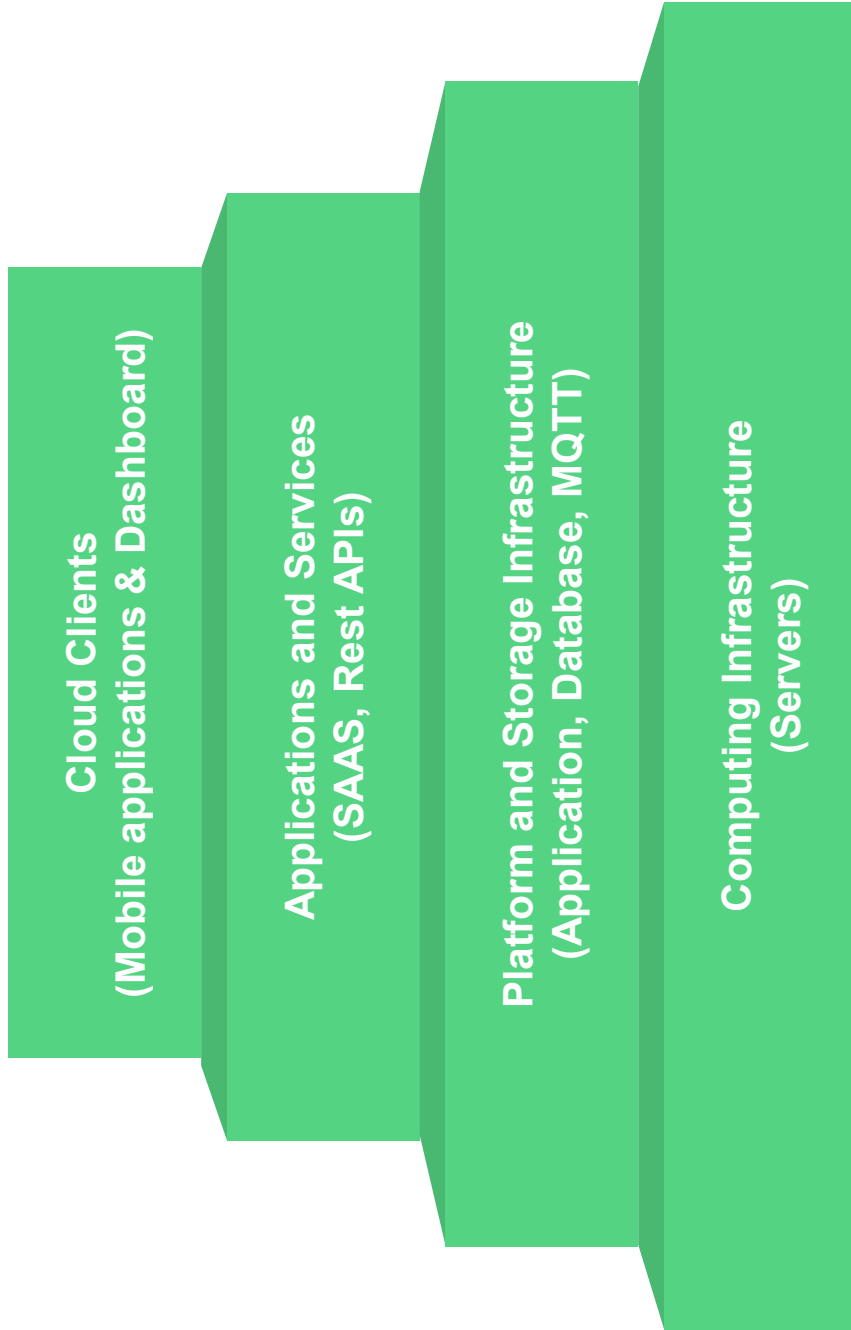 Cloud Clients
(Mobile applications & Dashboard)
Applications and Services
(SAAS, Rest APIs)
Platform and Storage Infrastructure
(Application, Database, MQTT)
Computing Infrastructure
(Servers)